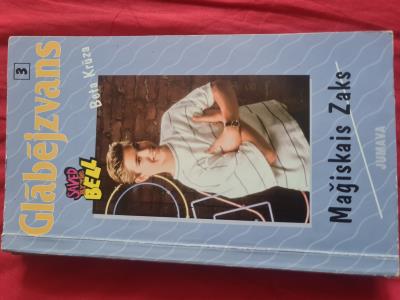 3
Glābējzvans
Beta Krūza
SAVED
BY THE
BELL
Maģiskais Zaks
JUMAVA